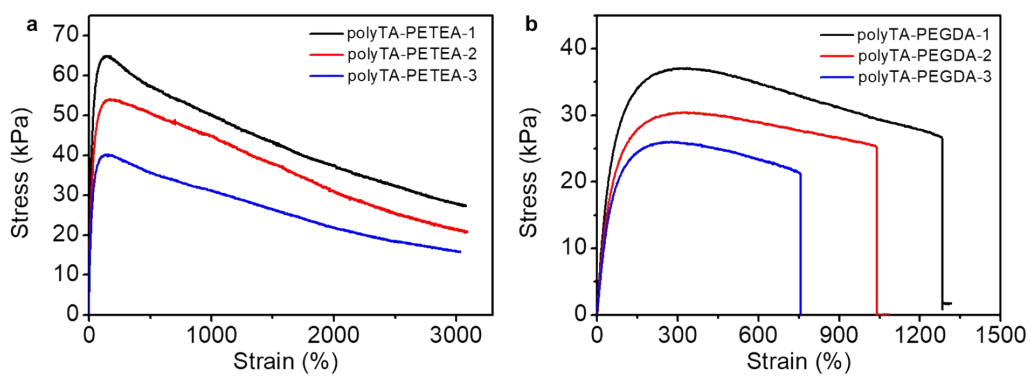 a
polyTA-PETEA-1
polyTA-PETEA-2
polyTA-PETEA-3
70
60
50
40
30
20
10
0
Stress (kPa)
0 1000 2000 3000
Strain (%)
b
polyTA-PEGDA-1
polyTA-PEGDA-2
polyTA-PEGDA-3
40
30
20
10
0
Stress (kPa)
0 300 600 900 1200 1500
Strain (%)